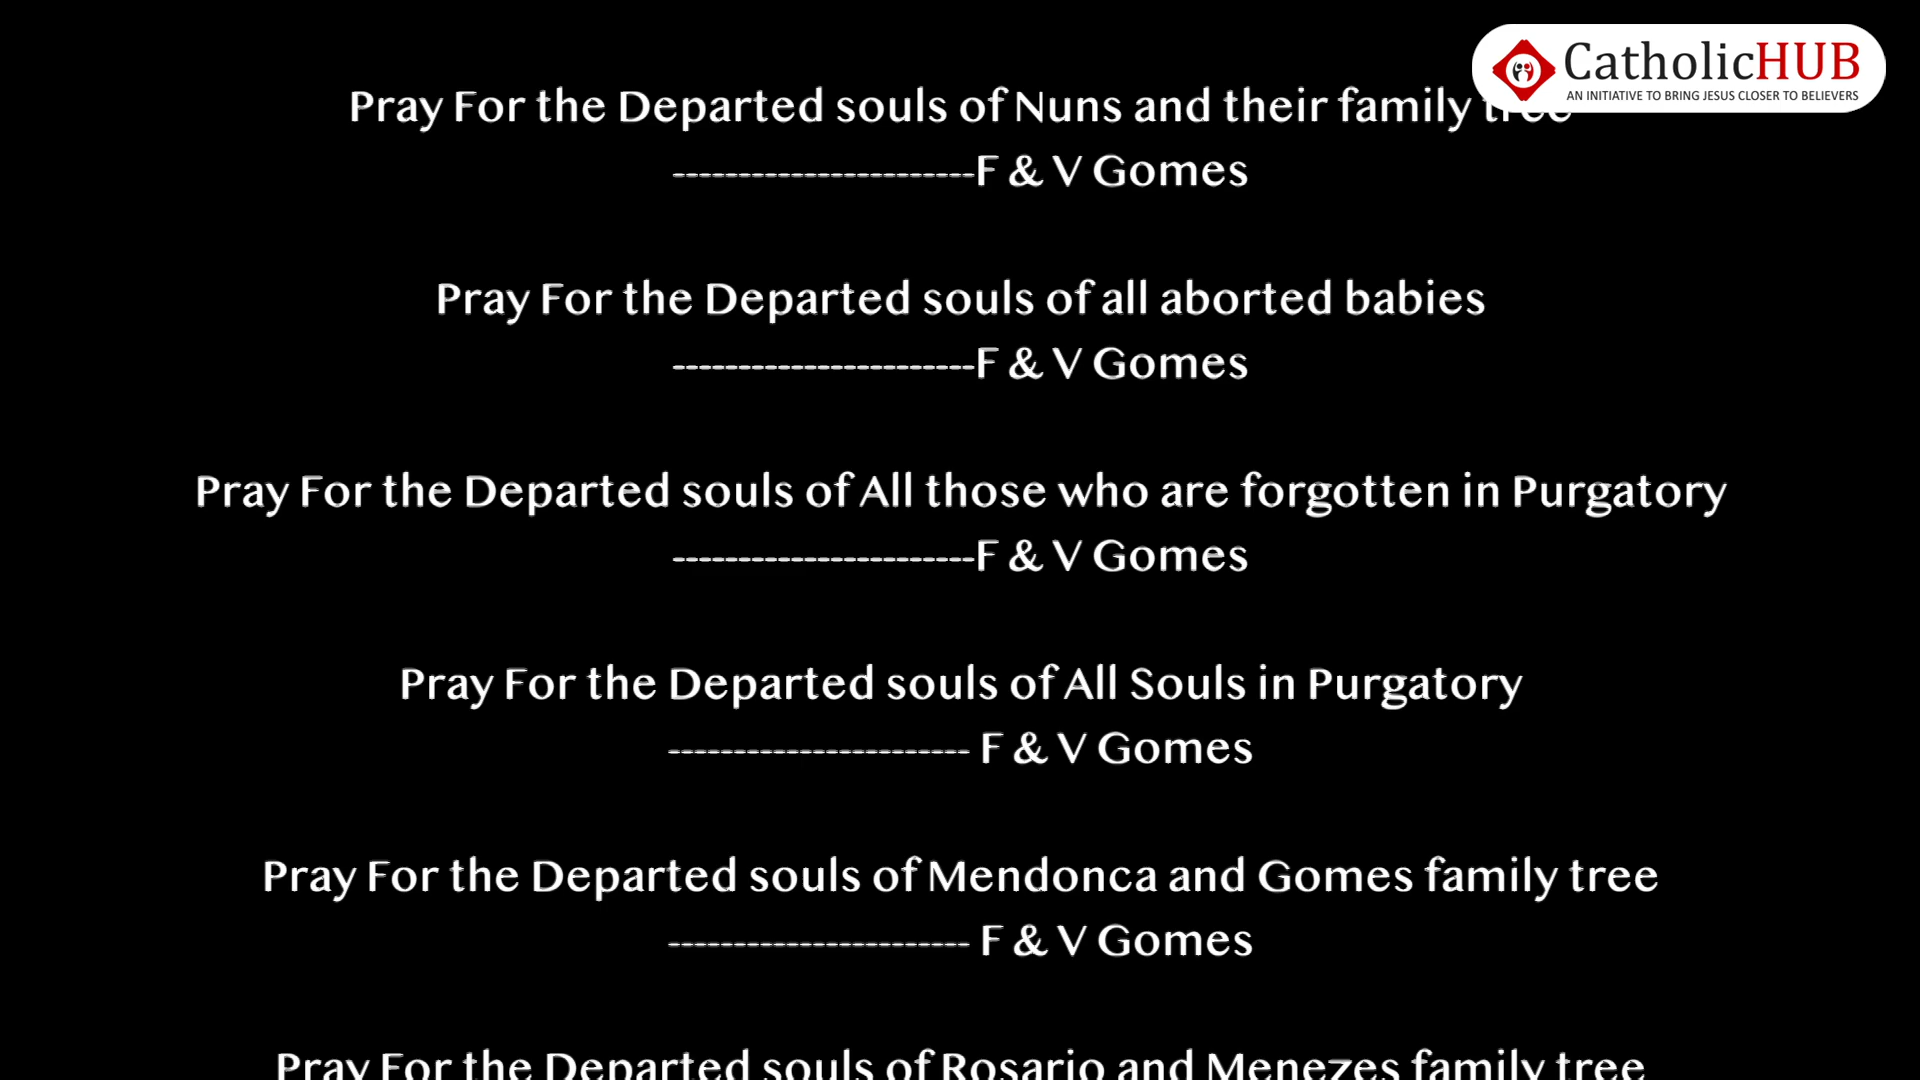 CatholicHUB
AN INITIATIVE TO BRING JESUS CLOSER TO BELIEVERS
Pray For the Departed souls of Nuns and their family tree
-----------------------F & V Gomes
Pray For the Departed souls of all aborted babies
-----------------------F & V Gomes
Pray For the Departed souls of All those who are forgotten in Purgatory
-----------------------F & V Gomes
Pray For the Departed souls of All Souls in Purgatory
----------------------- F & V Gomes
Pray For the Departed souls of Mendonca and Gomes family tree
----------------------- F & V Gomes
Pray For the Departed souls of Rosario and Menezes family tree